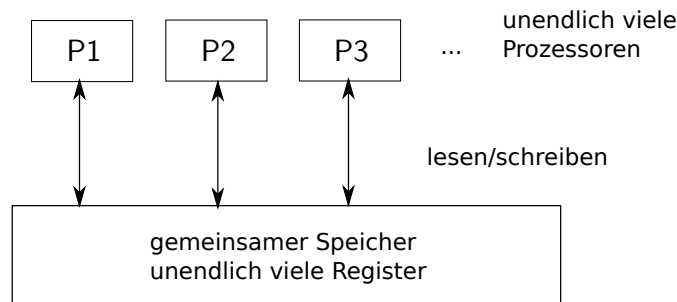 unendlich viele
P1 P2 P3 ... Prozessoren
lesen/schreiben
gemeinsamer Speicher
unendlich viele Register